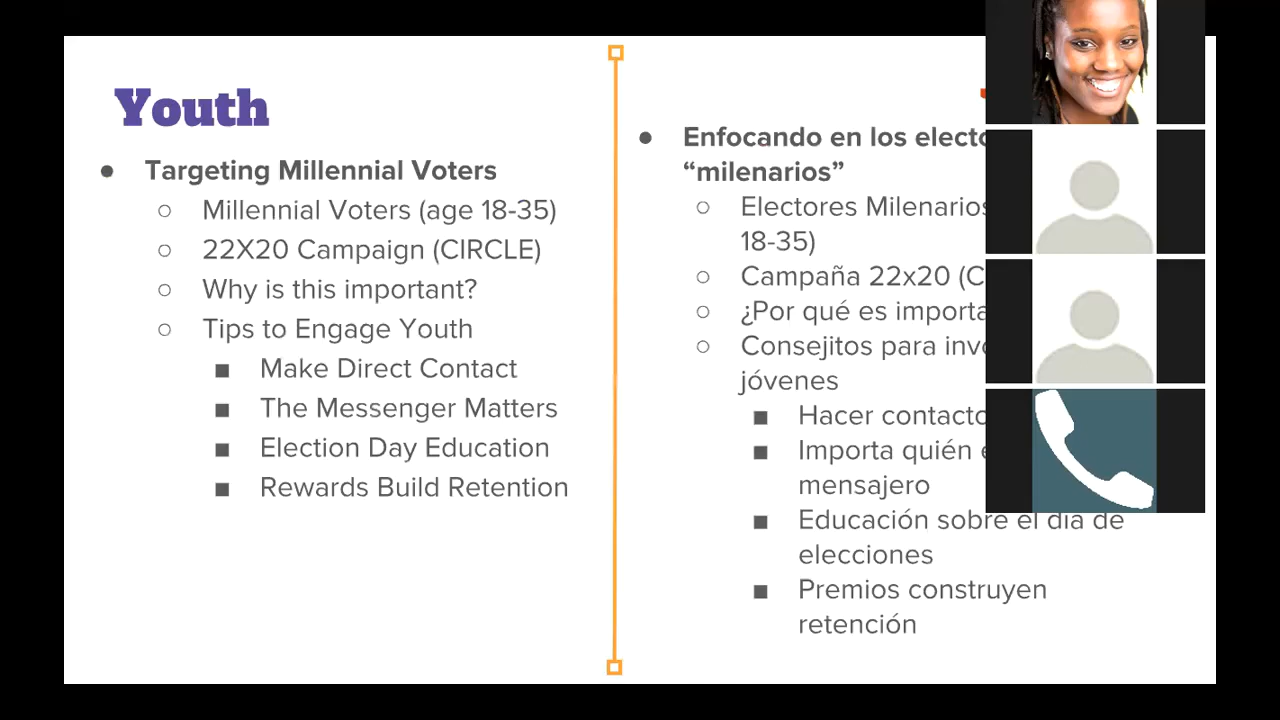 Youth
Targeting Millennial Voters
Millennial Voters (age 18-35)
22X20 Campaign (CIRCLE)
Why is this important?
Tips to Engage Youth
Make Direct Contact
The Messenger Matters
Election Day Education
Rewards Build Retention
Enfocando en los
“milenarios”
Electores Milenarios
18-35)
Campaña 22x20
¿Por qué es
Consejitos para
jóvenes
Hacer contacto
Importa quién
mensajero
Educación sobre el día de
elecciones
Premios construyen
retención